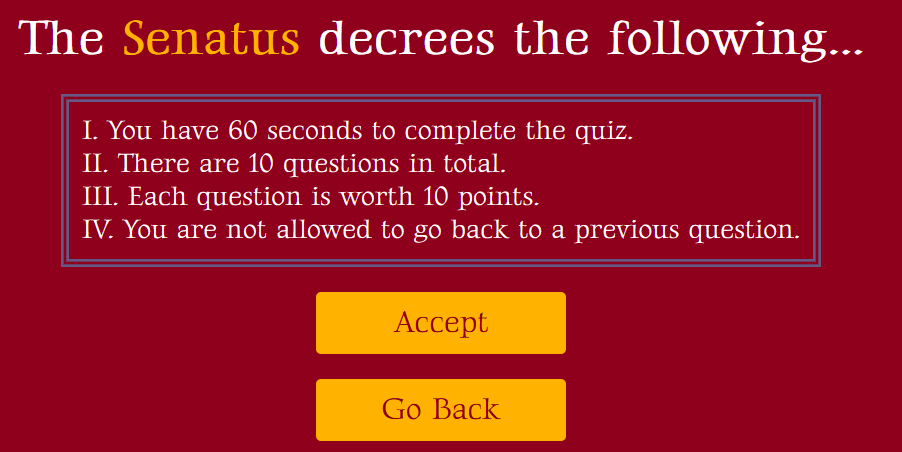 The Senatus decrees the following...
I. You have 60 seconds to complete the quiz.
II. There are 10 questions in total.
III. Each question is worth 10 points.
IV. You are not allowed to go back to a previous question.
Accept
Go Back